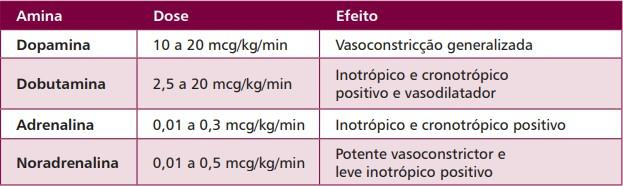 Amina Dose Efeito
Dopamina 10 a 20 mcg/kg/min Vasoconstricção generalizada
Dobutamina 2,5 a 20 mcg/kg/min Inotrópico e cronotrópico
positivo e vasodilatador
Adrenalina 0,01 a 0,3 mcg/kg/min Inotrópico e cronotrópico positivo
Noradrenalina 0,01 a 0,5 mcg/kg/min Potente vasoconstrictor e
leve inotrópico positivo